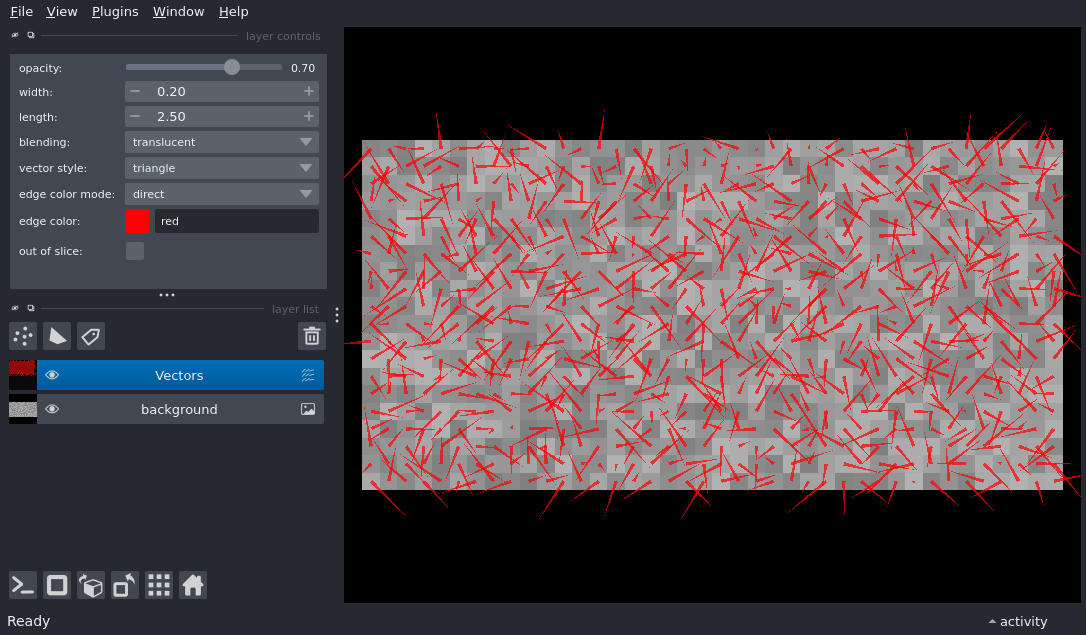 File View Plugins Window Help
layer controls
opacity: 0.70
width: 0.20
length: 2.50
blending: translucent
vector style: triangle
edge color mode: direct
edge color: red
out of slice:
layer list
Vectors
background
Ready
activity